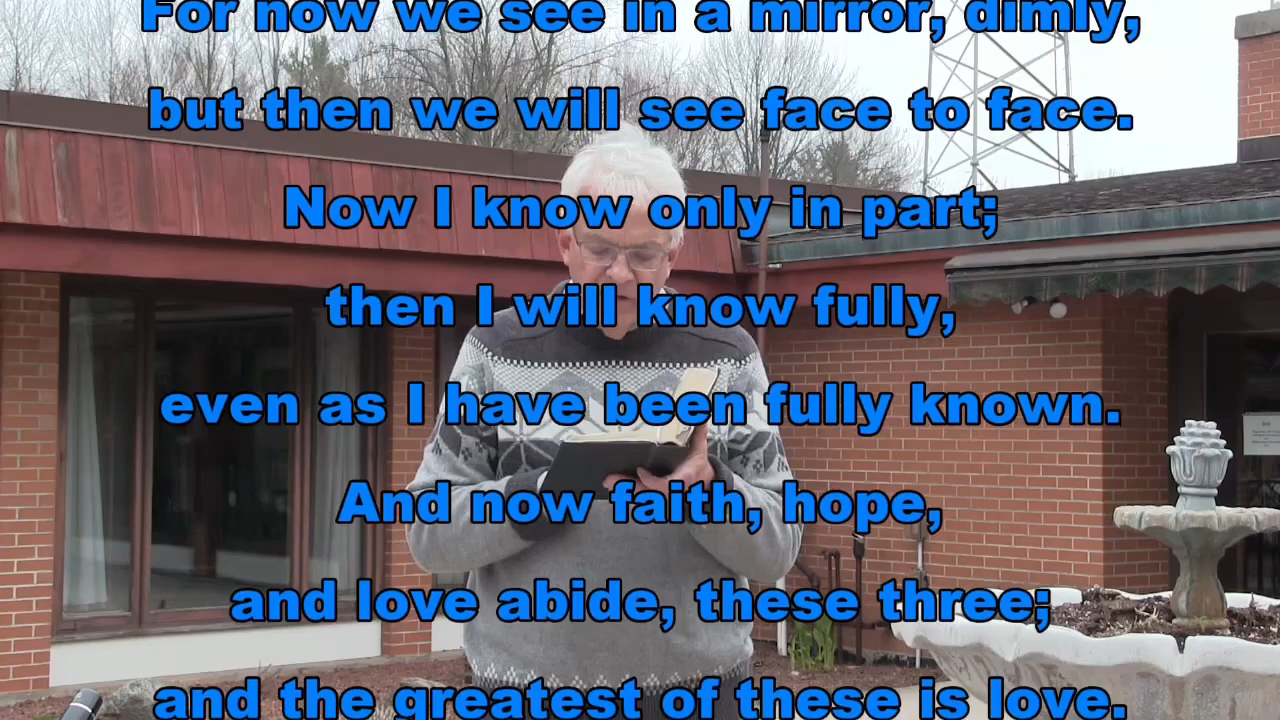 For now we see in a mirror, dimly,
but then we will see face to face.
Now I know only in part;
then I will know fully,
even as I have been fully known.
And now faith, hope,
and love abide, these three;
and the greatest of these is love.